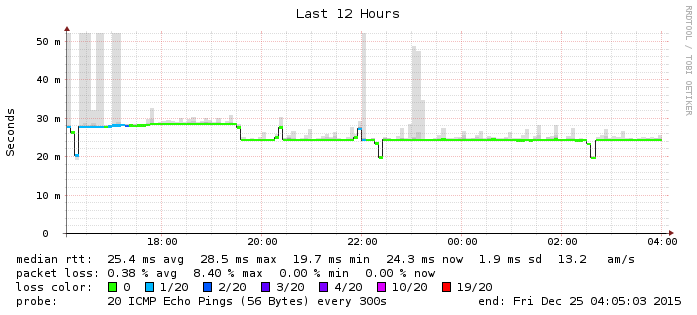 Last 12 Hours
RRDTOOL / TOBI OETIKER
Seconds
50 m
40 m
30 m
20 m
10 m
0
18:00 20:00 22:00 00:00 02:00 04:00
median rtt: 25.4 ms avg 28.5 ms max 19.7 ms min 24.3 ms now 1.9 ms sd 13.2 am/s
packet loss: 0.38 % avg 8.40 % max 0.00 % min 0.00 % now
loss color: 0 1/20 2/20 3/20 4/20 10/20 19/20
probe: 20 ICMP Echo Pings (56 Bytes) every 300s end: Fri Dec 25 04:05:03 2015